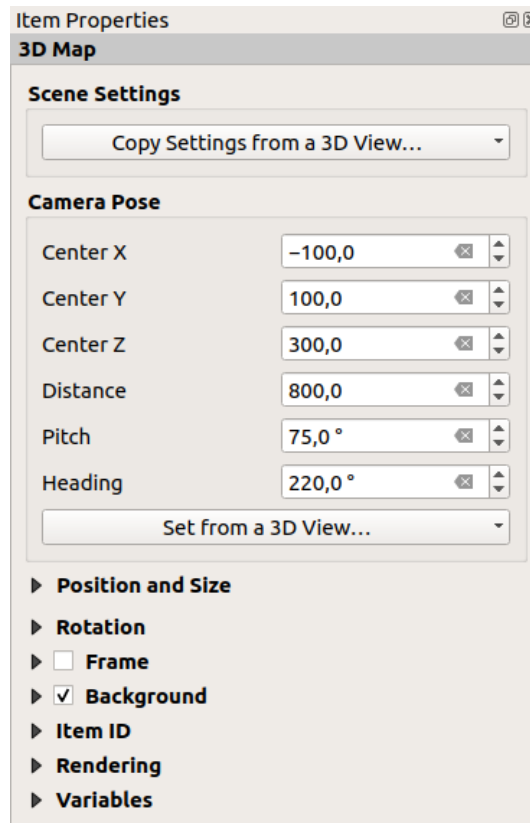 Item Properties
3D Map
Scene Settings
Copy Settings from a 3D View…
Camera Pose
Center X −100,0
Center Y 100,0
Center Z 300,0
Distance 800,0
Pitch 75,0 °
Heading 220,0 °
Set from a 3D View…
Position and Size
Rotation
Frame
Background
Item ID
Rendering
Variables